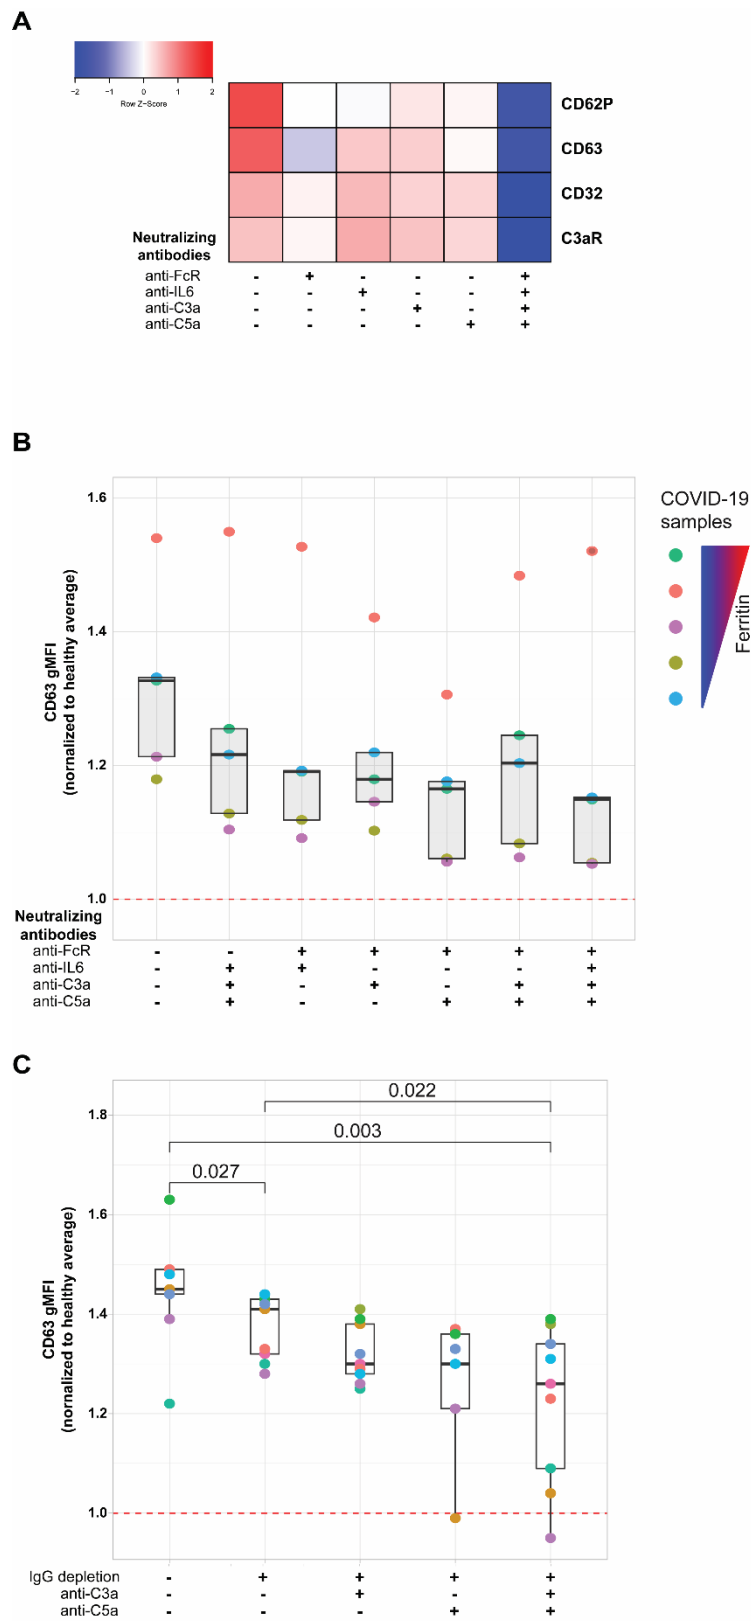 A
−2 −1 0 1 2
Row Z-Score
CD62P
CD63
CD32
C3aR
Neutralizing
antibodies
anti-FcR - + - - - +
anti-IL6 - - + - - +
anti-C3a - - - + - +
anti-C5a - - - - + +
B
1.6
1.4
1.2
1.0
CD63 gMFI
(normalized to healthy average)
COVID-19
samples
Ferritin
Neutralizing
antibodies
anti-FcR - - + + + + +
anti-IL6 - + + - - - +
anti-C3a - + - + - + +
anti-C5a - + - - + + +
C
0.022
0.003
0.027
1.8
1.6
1.4
1.2
1.0
CD63 gMFI
(normalized to healthy average)
IgG depletion - + + + +
anti-C3a - - + - +
anti-C5a - - - + +